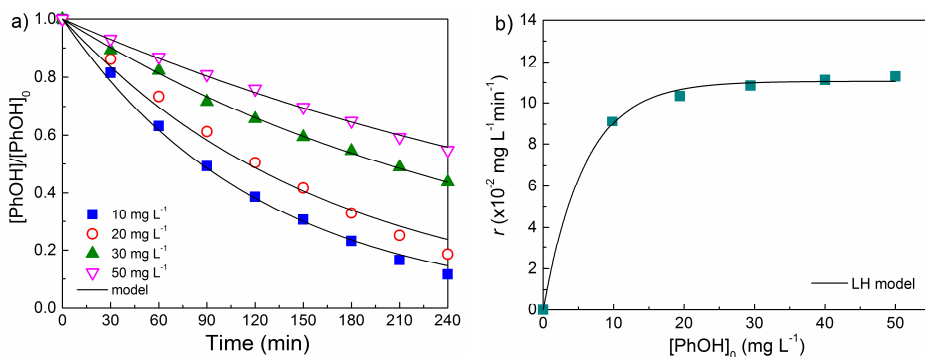 a)
[PhOH]/[PhOH]₀
1.0
0.8
0.6
0.4
0.2
0.0
10 mg L⁻¹
20 mg L⁻¹
30 mg L⁻¹
50 mg L⁻¹
model
0 30 60 90 120 150 180 210 240
Time (min)
b)
r (x10⁻² mg L⁻¹min⁻¹)
14
12
10
8
6
4
2
0
LH model
0 10 20 30 40 50
[PhOH]₀ (mg L⁻¹)